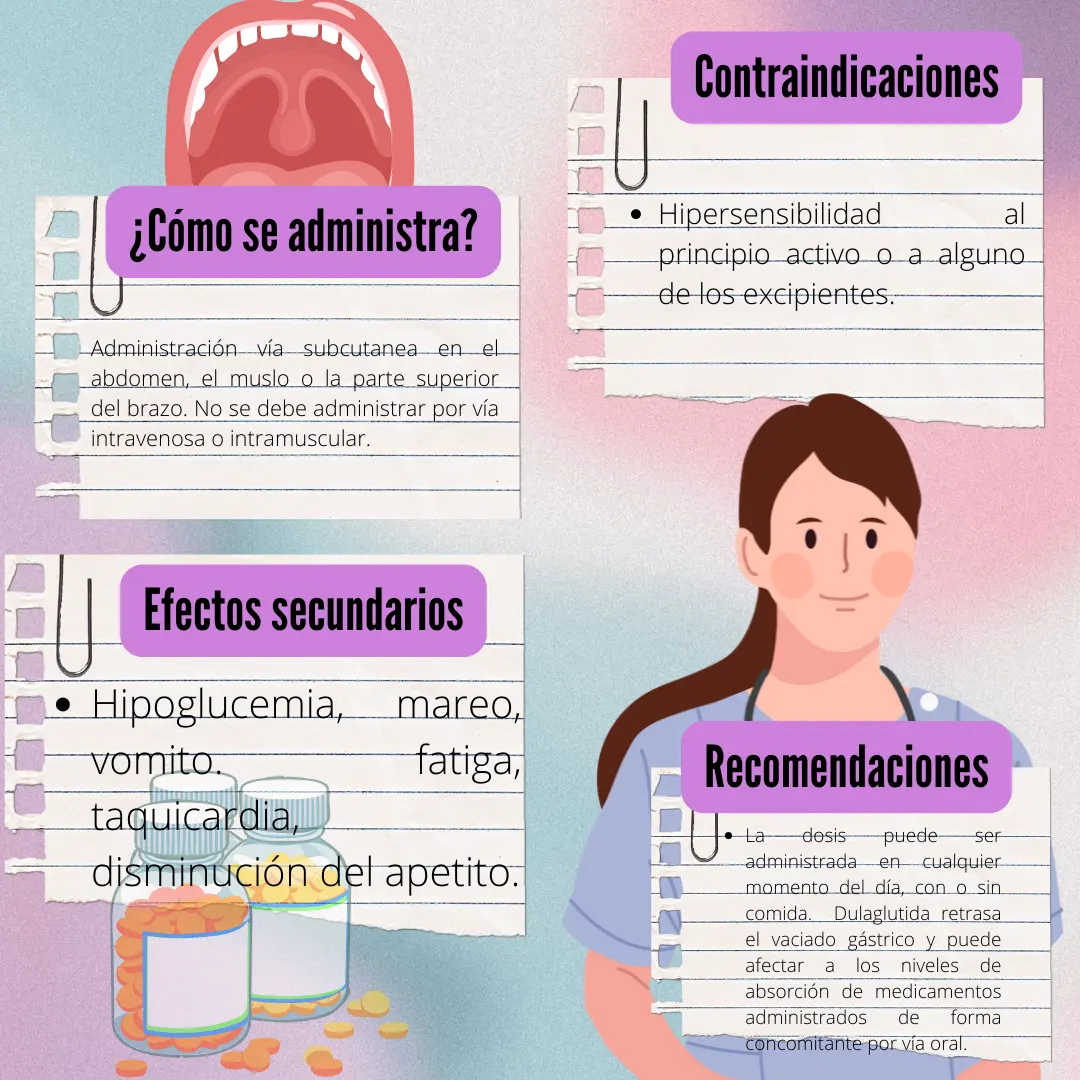 ¿Cómo se administra?
Administración vía subcutanea en el
abdomen, el muslo o la parte superior
del brazo. No se debe administrar por vía
intravenosa o intramuscular.
Contraindicaciones
• Hipersensibilidad al
principio activo o a alguno
de los excipientes.
Efectos secundarios
• Hipoglucemia, mareo,
vomito. fatiga,
taquicardia,
disminución del apetito.
Recomendaciones
• La dosis puede ser
administrada en cualquier
momento del día, con o sin
comida. Dulaglutida retrasa
el vaciado gástrico y puede
afectar a los niveles de
absorción de medicamentos
administrados de forma
concomitante por vía oral.